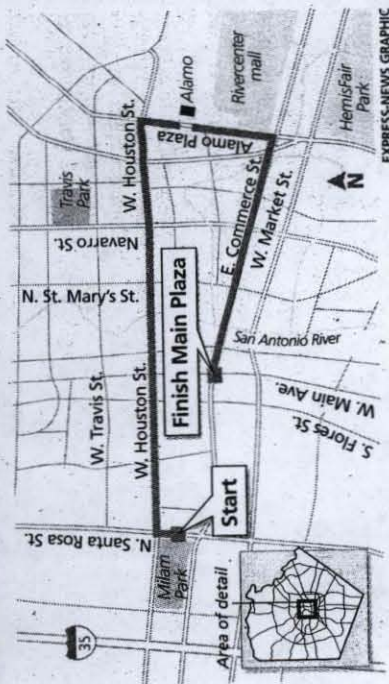 35
N. Santa Rosa St.
Milam
Park
Start
W. Travis St.
W. Houston St.
N. St. Mary's St.
Navarro St.
Travis
Park
W. Houston St.
Alamo
Alamo Plaza
Rivercenter
mall
Finish Main Plaza
E. Commerce St.
W. Market St.
San Antonio River
HemisFair
Park
N
W. Main Ave.
S. Flores St.
Area of detail
EXPRESS-NEWS GRAPHIC